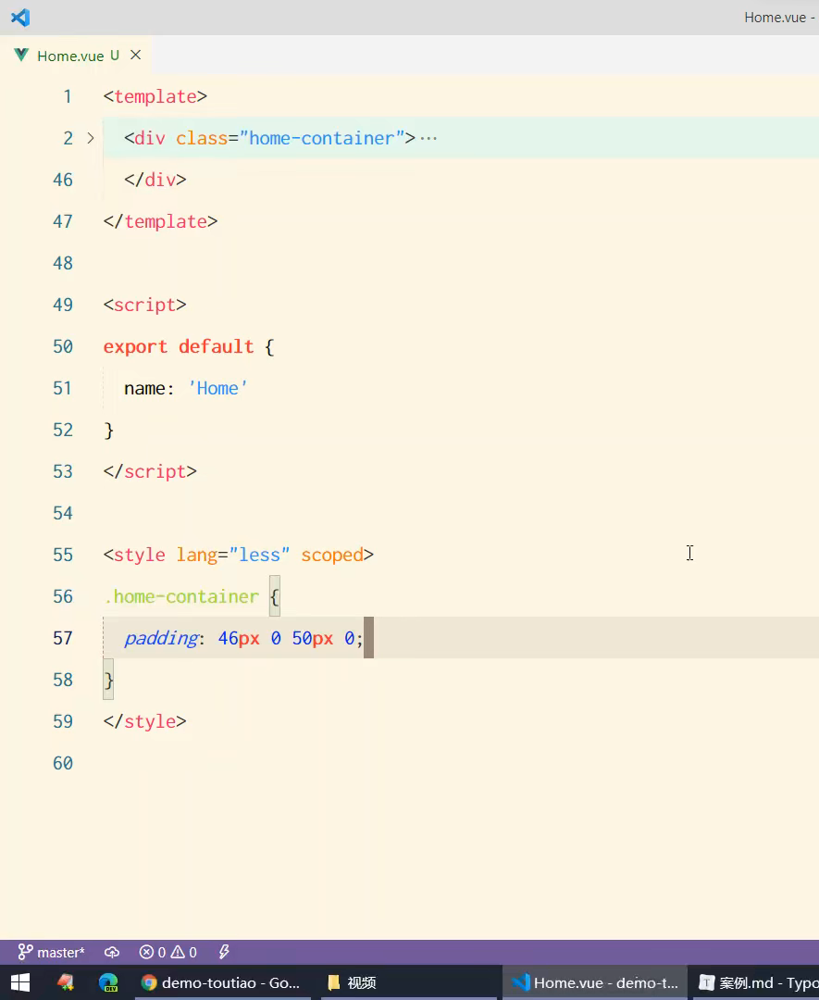 Home.vue -
Home.vue U
1 <template>
2 <div class="home-container">···
46 </div>
47 </template>
48
49 <script>
50 export default {
51 name: 'Home'
52 }
53 </script>
54
55 <style lang="less" scoped>
56 .home-container {
57 padding: 46px 0 50px 0;
58 }
59 </style>
60
master* 0 0
DEV demo-toutiao - Go... 视频 Home.vue - demo-t... T 案例.md - Typo